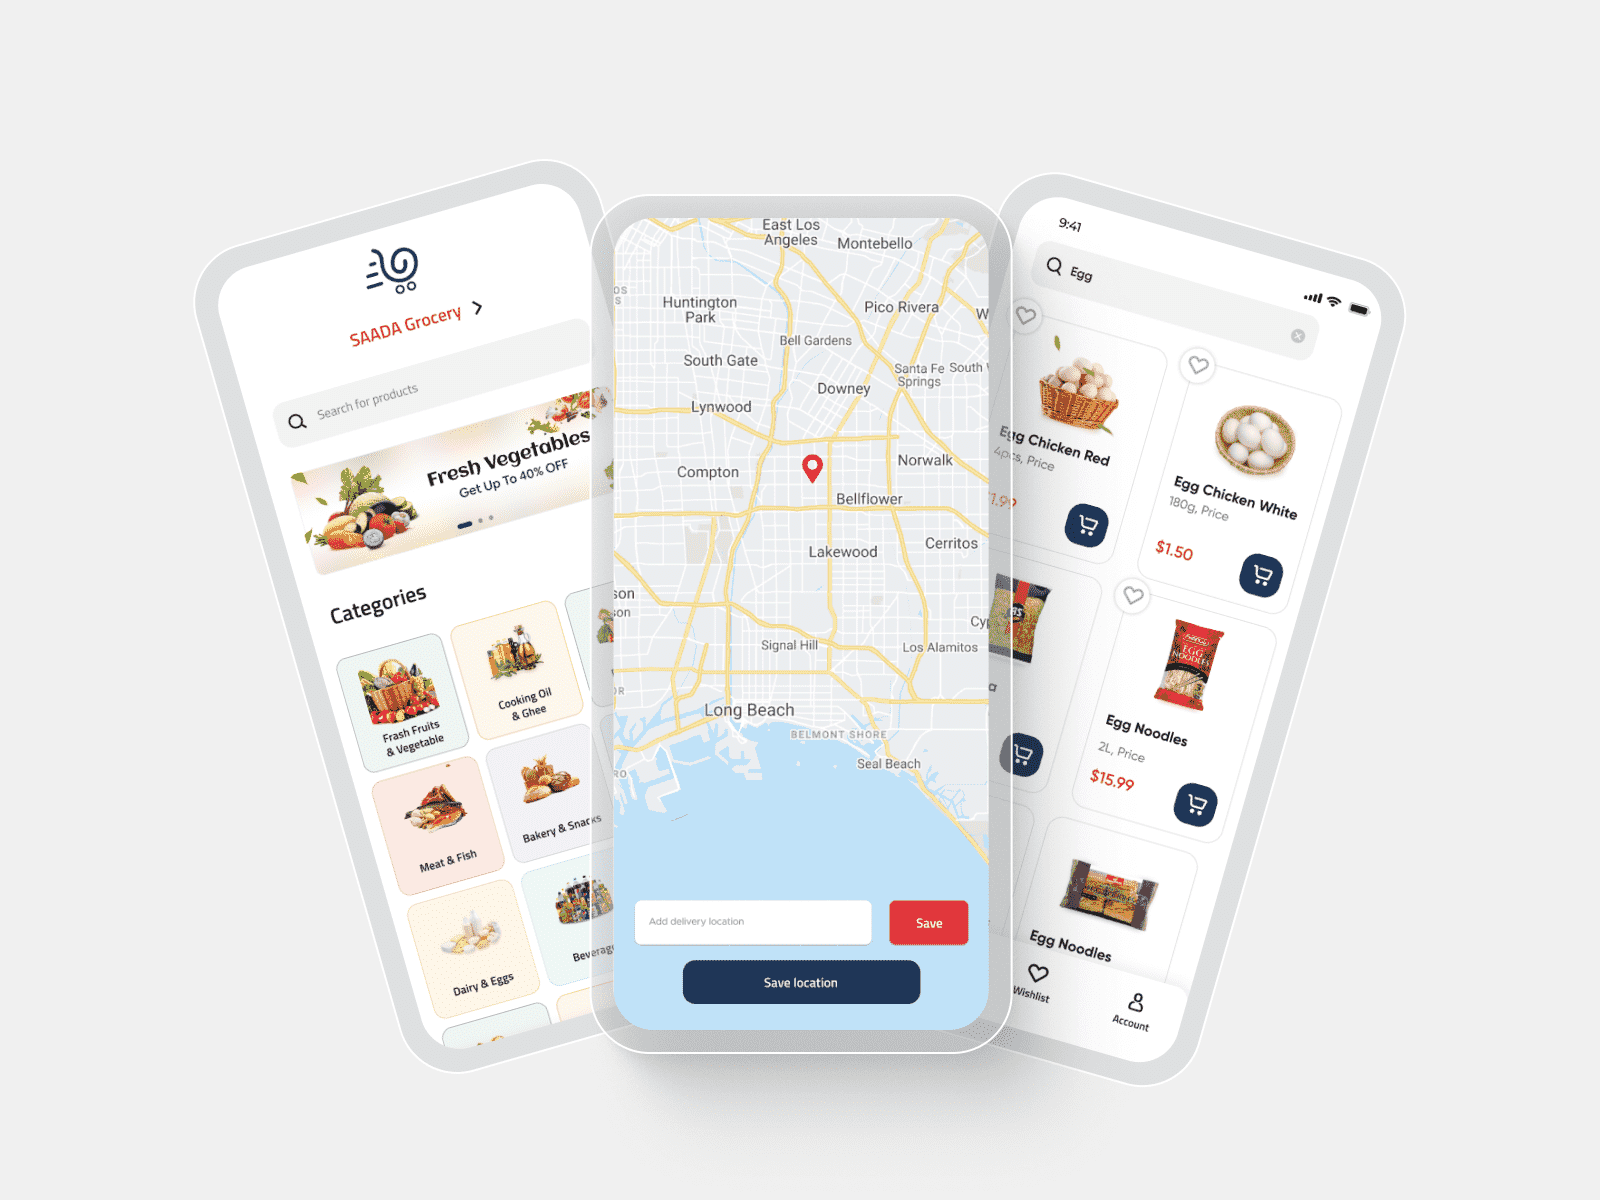 SAADA Grocery
Search for products
Fresh Vegetables
Get Up To 40% OFF
Categories
Frash Fruits
& Vegetable
Cooking Oil
& Ghee
Meat & Fish
Bakery & Snacks
Dairy & Eggs
Beverag
East Los
Angeles
Montebello
Huntington
Park
Pico Rivera
Bell Gardens
South Gate
Santa Fe
Springs
South
Downey
Lynwood
Compton
Norwalk
Bellflower
Lakewood
Cerritos
son
son
Signal Hill
Los Alamitos
Long Beach
BELMONT SHORE
Seal Beach
Add delivery location
Save
Save location
9:41
Egg
Egg Chicken Red
4pcs, Price
1.99
Egg Chicken White
180g, Price
$1.50
EGG
NOODLES
Egg Noodles
2L, Price
$15.99
Egg Noodles
Wishlist
Account